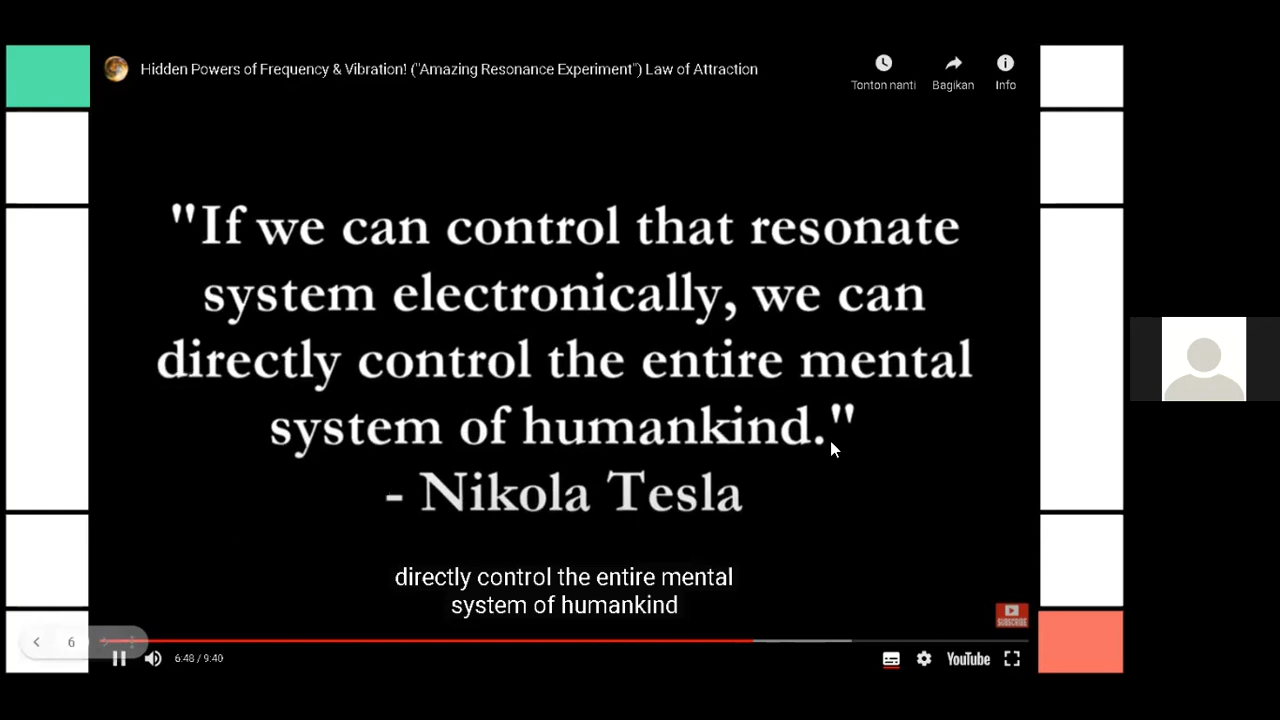 Hidden Powers of Frequency & Vibration! ("Amazing Resonance Experiment") Law of Attraction
Tonton nanti
Bagikan
Info
"If we can control that resonate
system electronically, we can
directly control the entire mental
system of humankind."
- Nikola Tesla
directly control the entire mental
system of humankind
SUBSCRIBE
6
6:48 / 9:40
YouTube